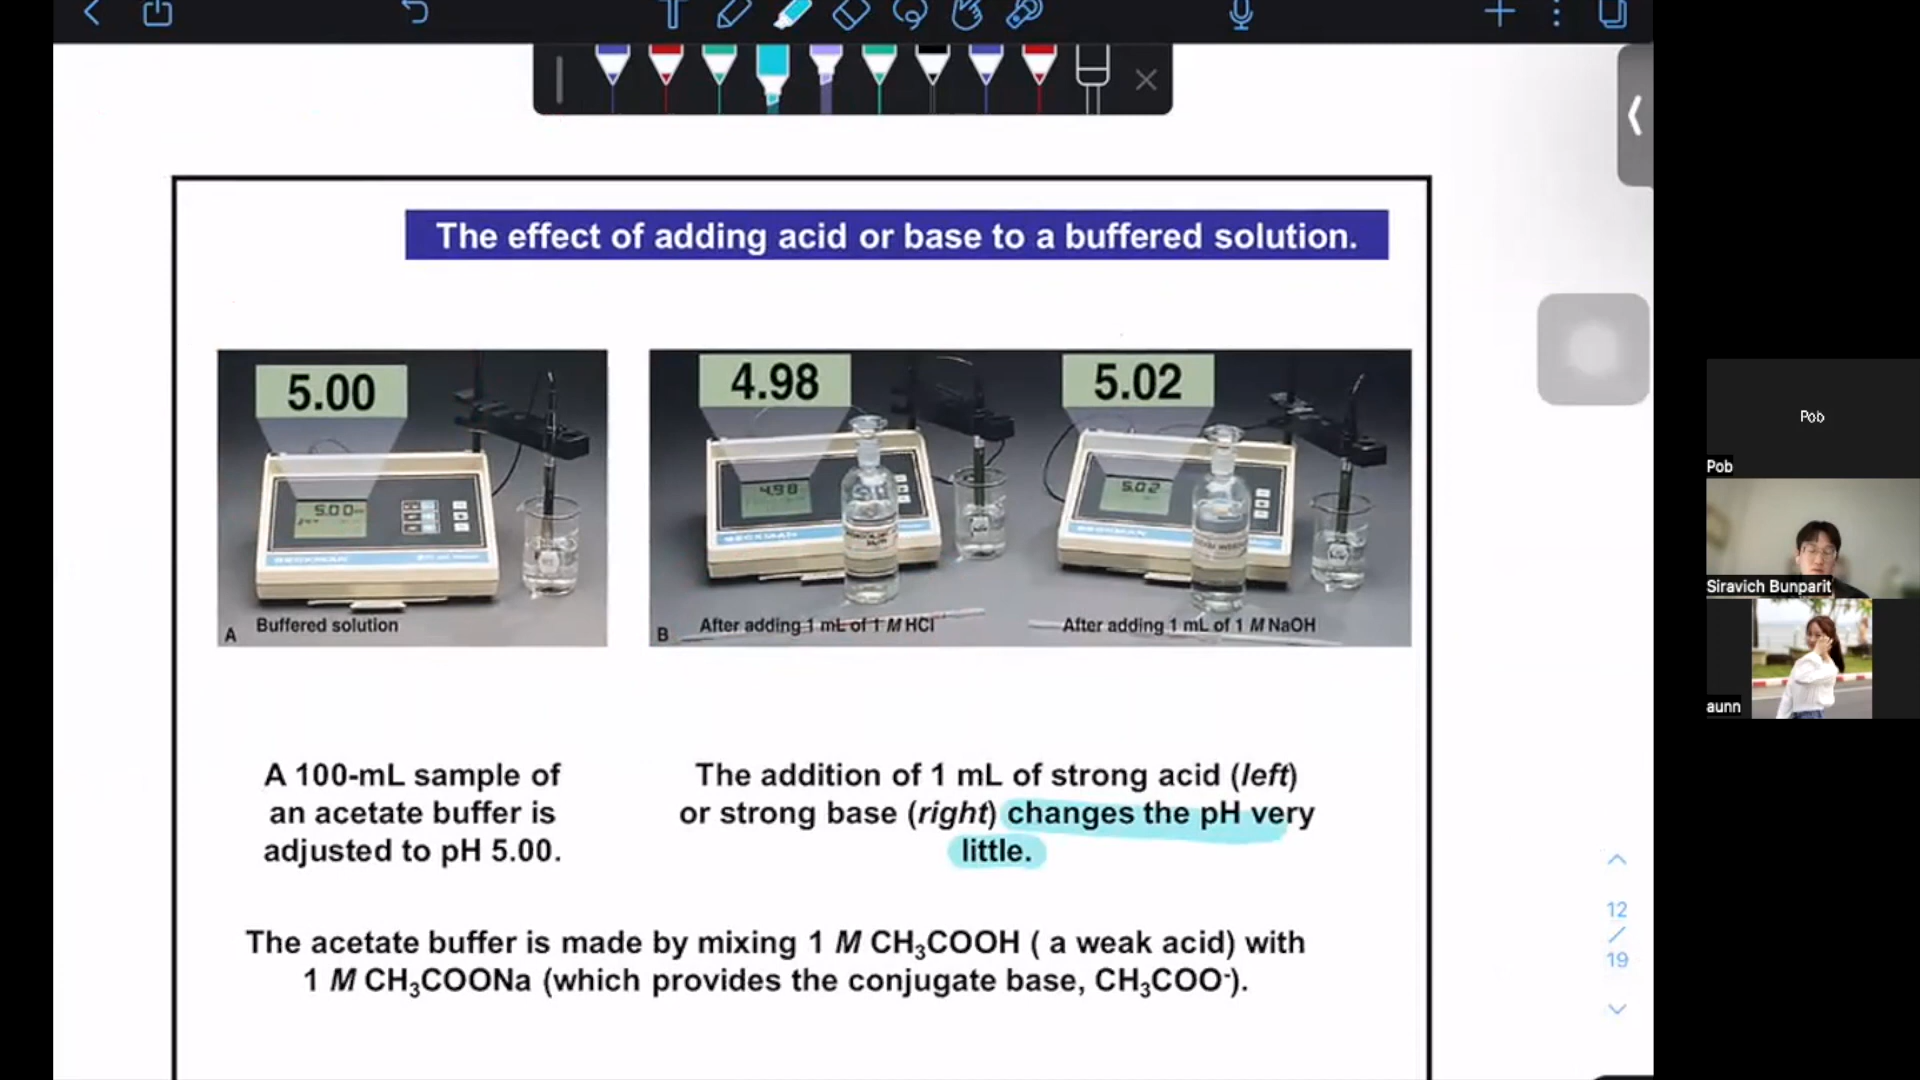 The effect of adding acid or base to a buffered solution.
5.00
4.98
5.02
5.00
4.98
5.02
BECKMAN
BECKMAN
BECKMAN
A
Buffered solution
B
After adding 1 mL of 1 M HCl
After adding 1 mL of 1 M NaOH
A 100-mL sample of
an acetate buffer is
adjusted to pH 5.00.
The addition of 1 mL of strong acid (left)
or strong base (right) changes the pH very
little.
The acetate buffer is made by mixing 1 M CH₃COOH ( a weak acid) with
1 M CH₃COONa (which provides the conjugate base, CH₃COO⁻).
12
/
19
Pob
Pob
Siravich Bunparit
aunn